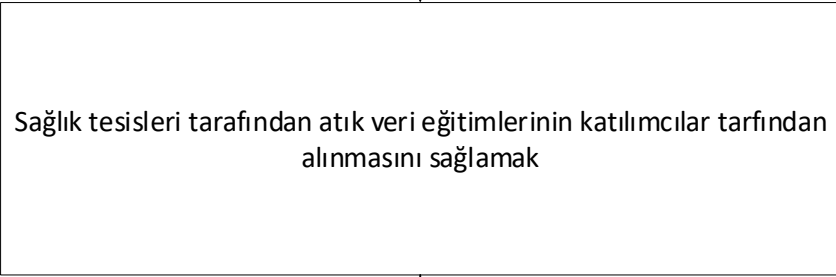 Sağlık tesisleri tarafından atık veri eğitimlerinin katılımcılar tarfından
alınmasını sağlamak